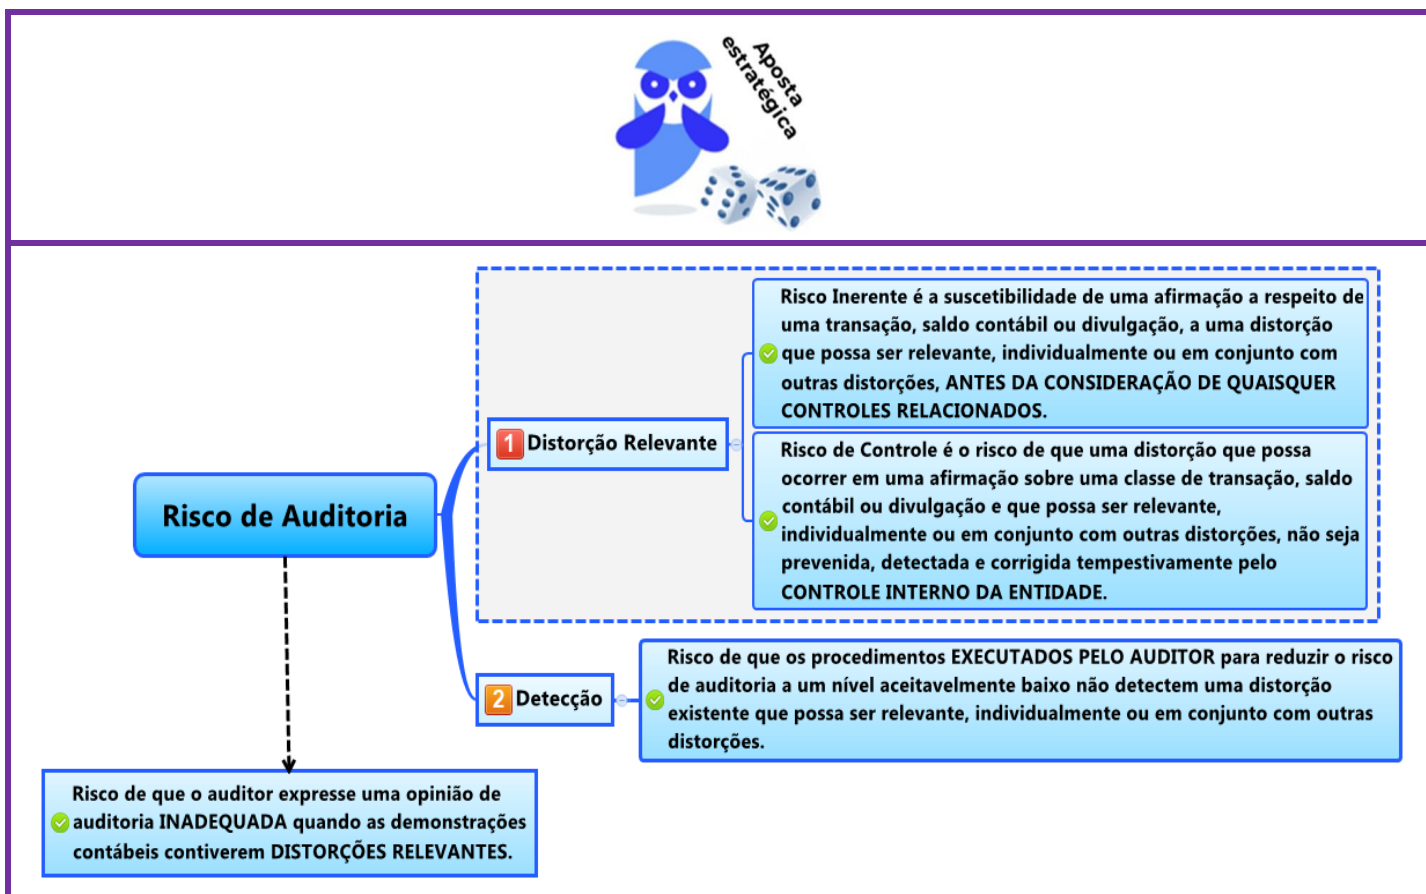 Aposta
estratégica
Risco Inerente é a suscetibilidade de uma afirmação a respeito de
uma transação, saldo contábil ou divulgação, a uma distorção
que possa ser relevante, individualmente ou em conjunto com
outras distorções, ANTES DA CONSIDERAÇÃO DE QUAISQUER
CONTROLES RELACIONADOS.
1 Distorção Relevante
Risco de Controle é o risco de que uma distorção que possa
ocorrer em uma afirmação sobre uma classe de transação, saldo
contábil ou divulgação e que possa ser relevante,
individualmente ou em conjunto com outras distorções, não seja
prevenida, detectada e corrigida tempestivamente pelo
CONTROLE INTERNO DA ENTIDADE.
Risco de Auditoria
Risco de que os procedimentos EXECUTADOS PELO AUDITOR para reduzir o risco
de auditoria a um nível aceitavelmente baixo não detectem uma distorção
existente que possa ser relevante, individualmente ou em conjunto com outras
distorções.
2 Detecção
Risco de que o auditor expresse uma opinião de
auditoria INADEQUADA quando as demonstrações
contábeis contiverem DISTORÇÕES RELEVANTES.